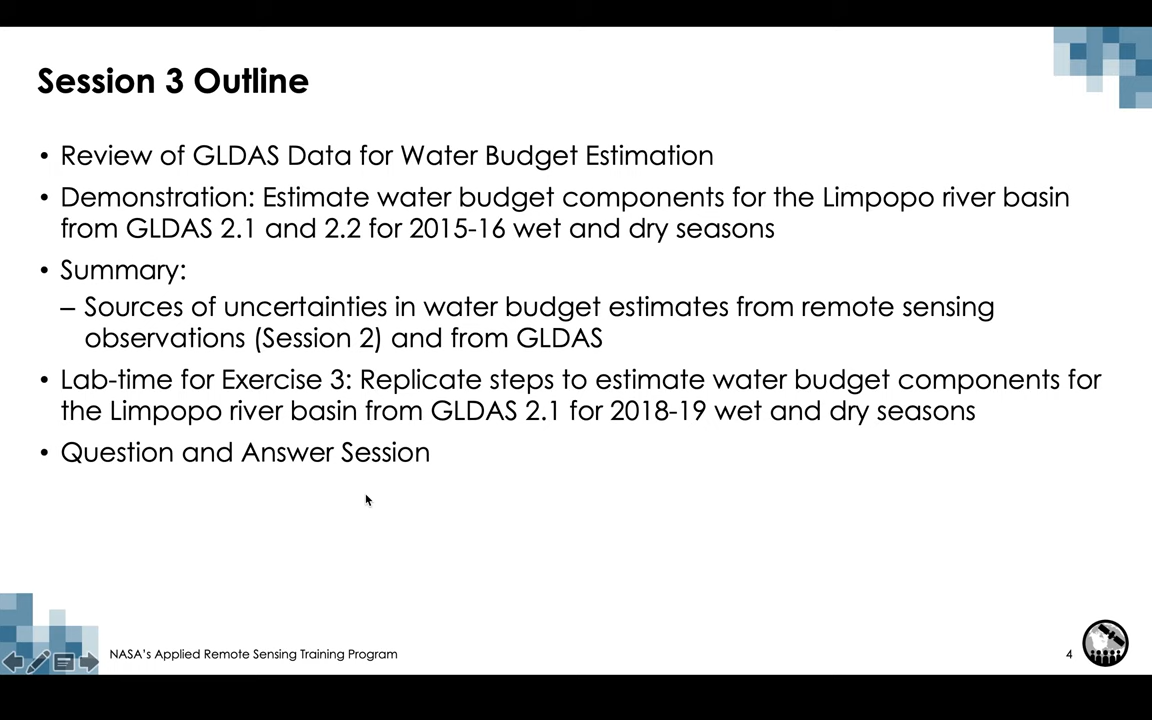 Session 3 Outline
• Review of GLDAS Data for Water Budget Estimation
• Demonstration: Estimate water budget components for the Limpopo river basin
from GLDAS 2.1 and 2.2 for 2015-16 wet and dry seasons
• Summary:
– Sources of uncertainties in water budget estimates from remote sensing
observations (Session 2) and from GLDAS
• Lab-time for Exercise 3: Replicate steps to estimate water budget components for
the Limpopo river basin from GLDAS 2.1 for 2018-19 wet and dry seasons
• Question and Answer Session
NASA's Applied Remote Sensing Training Program
4